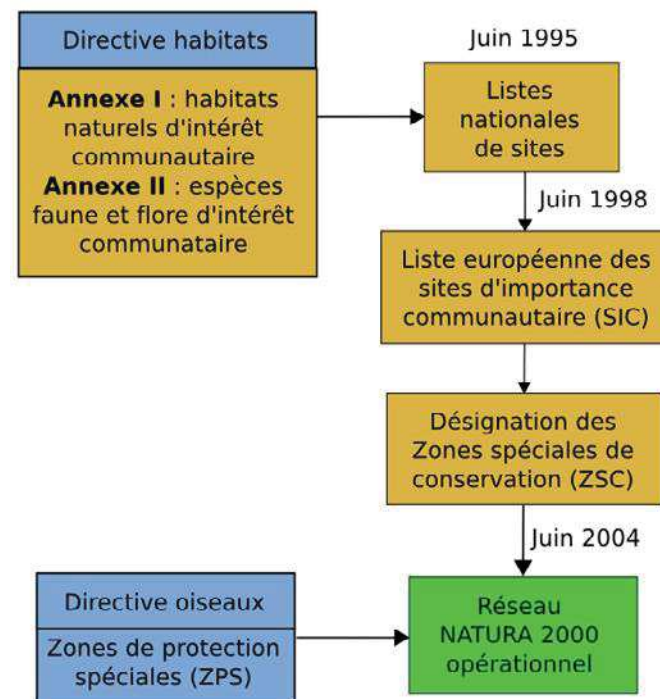 Directive habitats
Annexe I : habitats
naturels d'intérêt
communautaire
Annexe II : espèces
faune et flore d'intérêt
communataire
Juin 1995
Listes
nationales
de sites
Juin 1998
Liste européenne des
sites d'importance
communautaire (SIC)
Désignation des
Zones spéciales de
conservation (ZSC)
Juin 2004
Directive oiseaux
Zones de protection
spéciales (ZPS)
Réseau
NATURA 2000
opérationnel